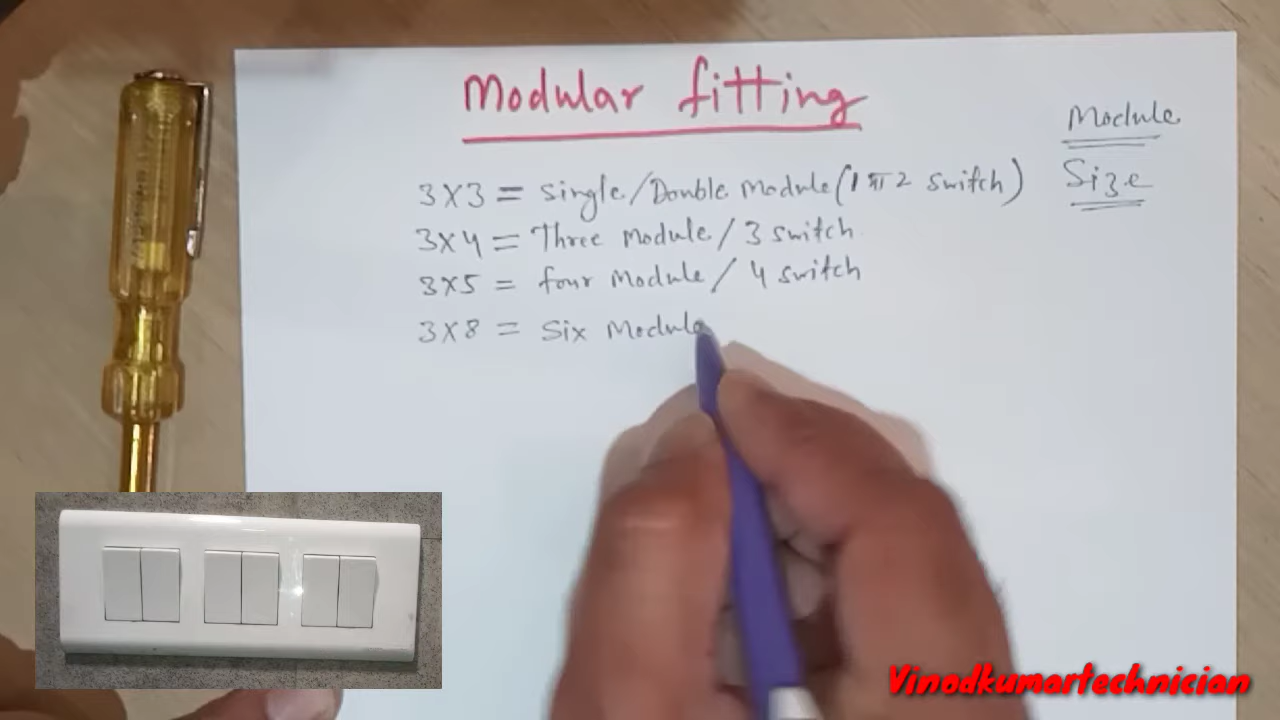 Modular fitting
Module
Size
3X3 = Single/Double Module (1 या 2 switch)
3X4 = Three Module / 3 switch
3X5 = four Module / 4 switch
3X8 = Six Module
Vinodkumartechnician